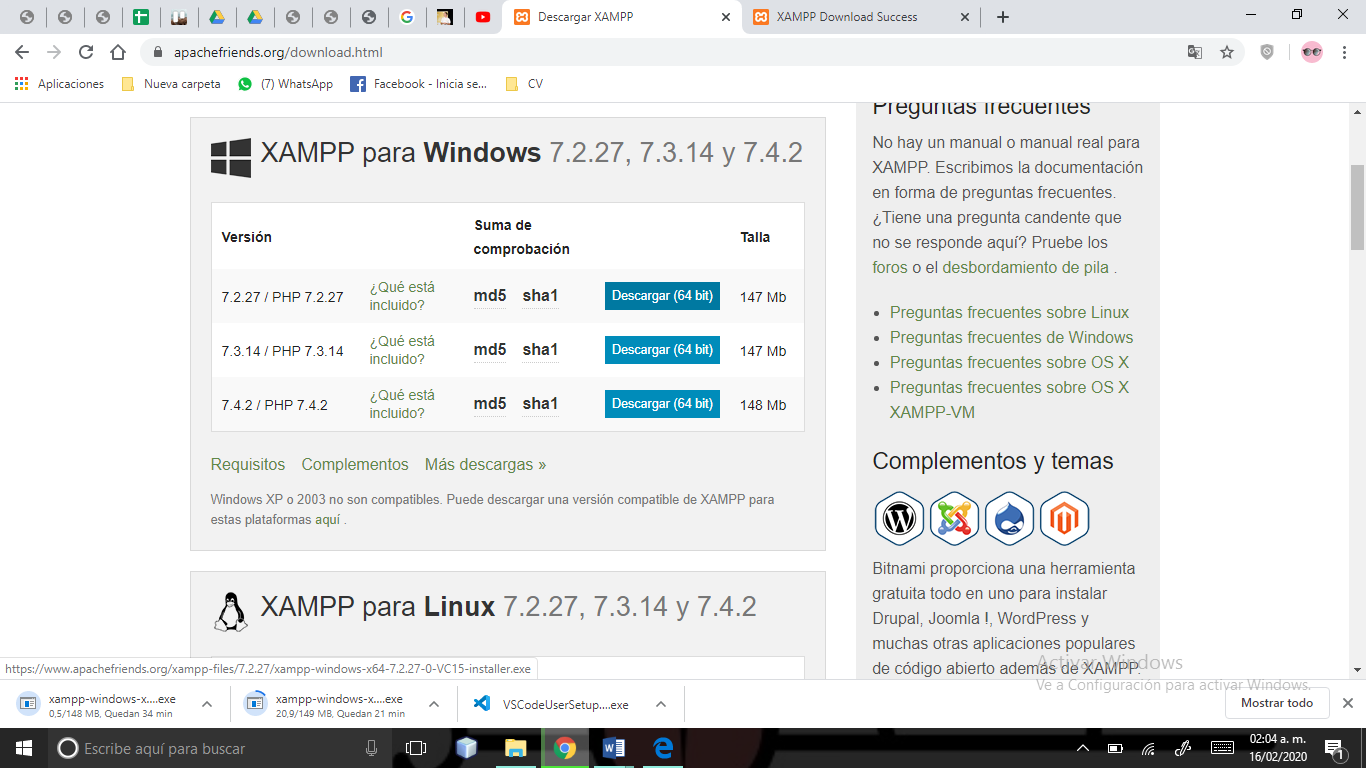 Descargar XAMPP
XAMPP Download Success
apachefriends.org/download.html
Aplicaciones
Nueva carpeta
(7) WhatsApp
Facebook - Inicia se...
CV
XAMPP para Windows 7.2.27, 7.3.14 y 7.4.2
Versión
Suma de
comprobación
Talla
7.2.27 / PHP 7.2.27
¿Qué está
incluido?
md5 sha1
Descargar (64 bit)
147 Mb
7.3.14 / PHP 7.3.14
¿Qué está
incluido?
md5 sha1
Descargar (64 bit)
147 Mb
7.4.2 / PHP 7.4.2
¿Qué está
incluido?
md5 sha1
Descargar (64 bit)
148 Mb
Requisitos Complementos Más descargas »
Windows XP o 2003 no son compatibles. Puede descargar una versión compatible de XAMPP para
estas plataformas aquí .
XAMPP para Linux 7.2.27, 7.3.14 y 7.4.2
Preguntas frecuentes
No hay un manual o manual real para
XAMPP. Escribimos la documentación
en forma de preguntas frecuentes.
¿Tiene una pregunta candente que
no se responde aquí? Pruebe los
foros o el desbordamiento de pila .
Preguntas frecuentes sobre Linux
Preguntas frecuentes de Windows
Preguntas frecuentes sobre OS X
Preguntas frecuentes sobre OS X
XAMPP-VM
Complementos y temas
Bitnami proporciona una herramienta
gratuita todo en uno para instalar
Drupal, Joomla !, WordPress y
muchas otras aplicaciones populares
de código abierto además de XAMPP.
Activar Windows
Ve a Configuración para activar Windows.
https://www.apachefriends.org/xampp-files/7.2.27/xampp-windows-x64-7.2.27-0-VC15-installer.exe
xampp-windows-x....exe
0,5/148 MB, Quedan 34 min
xampp-windows-x....exe
20,9/149 MB, Quedan 21 min
VSCodeUserSetup....exe
Mostrar todo
Escribe aquí para buscar
02:04 a. m.
16/02/2020
1